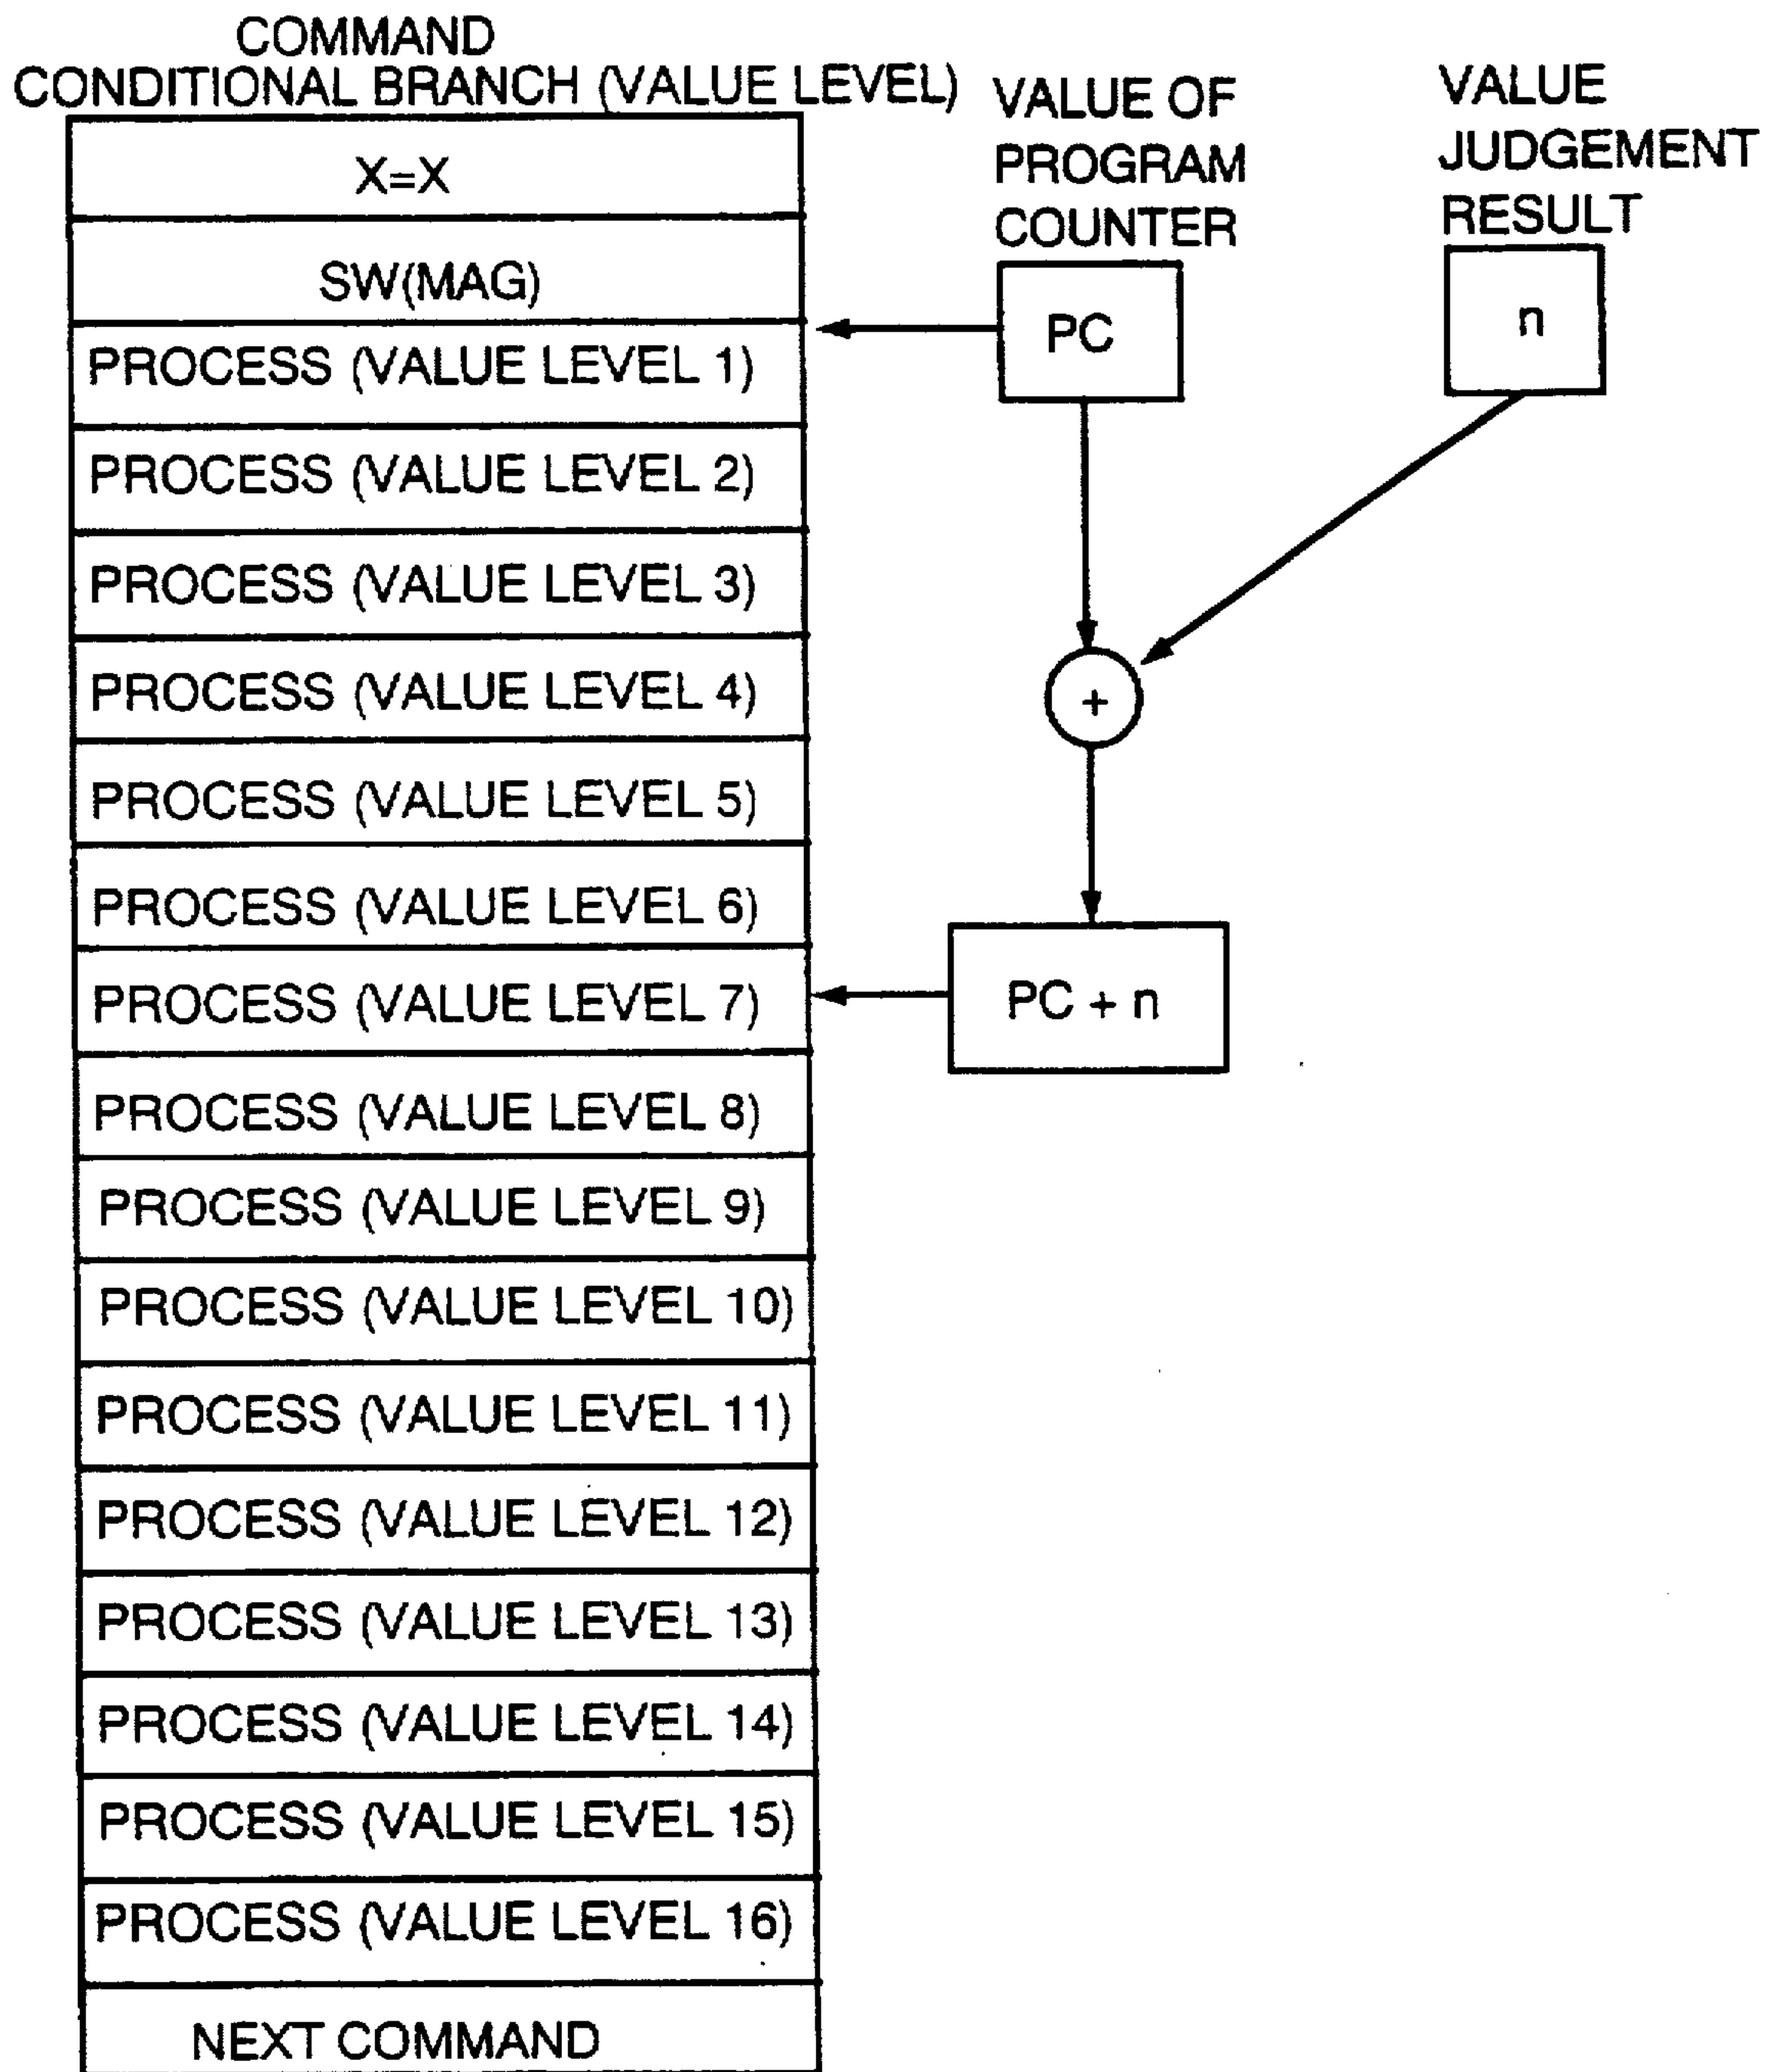 COMMAND
CONDITIONAL BRANCH (VALUE LEVEL)
X=X
SW(MAG)
PROCESS (VALUE LEVEL 1)
PROCESS (VALUE LEVEL 2)
PROCESS (VALUE LEVEL 3)
PROCESS (VALUE LEVEL 4)
PROCESS (VALUE LEVEL 5)
PROCESS (VALUE LEVEL 6)
PROCESS (VALUE LEVEL 7)
PROCESS (VALUE LEVEL 8)
PROCESS (VALUE LEVEL 9)
PROCESS (VALUE LEVEL 10)
PROCESS (VALUE LEVEL 11)
PROCESS (VALUE LEVEL 12)
PROCESS (VALUE LEVEL 13)
PROCESS (VALUE LEVEL 14)
PROCESS (VALUE LEVEL 15)
PROCESS (VALUE LEVEL 16)
NEXT COMMAND
VALUE OF
PROGRAM
COUNTER
PC
+
PC + n
VALUE
JUDGEMENT
RESULT
n